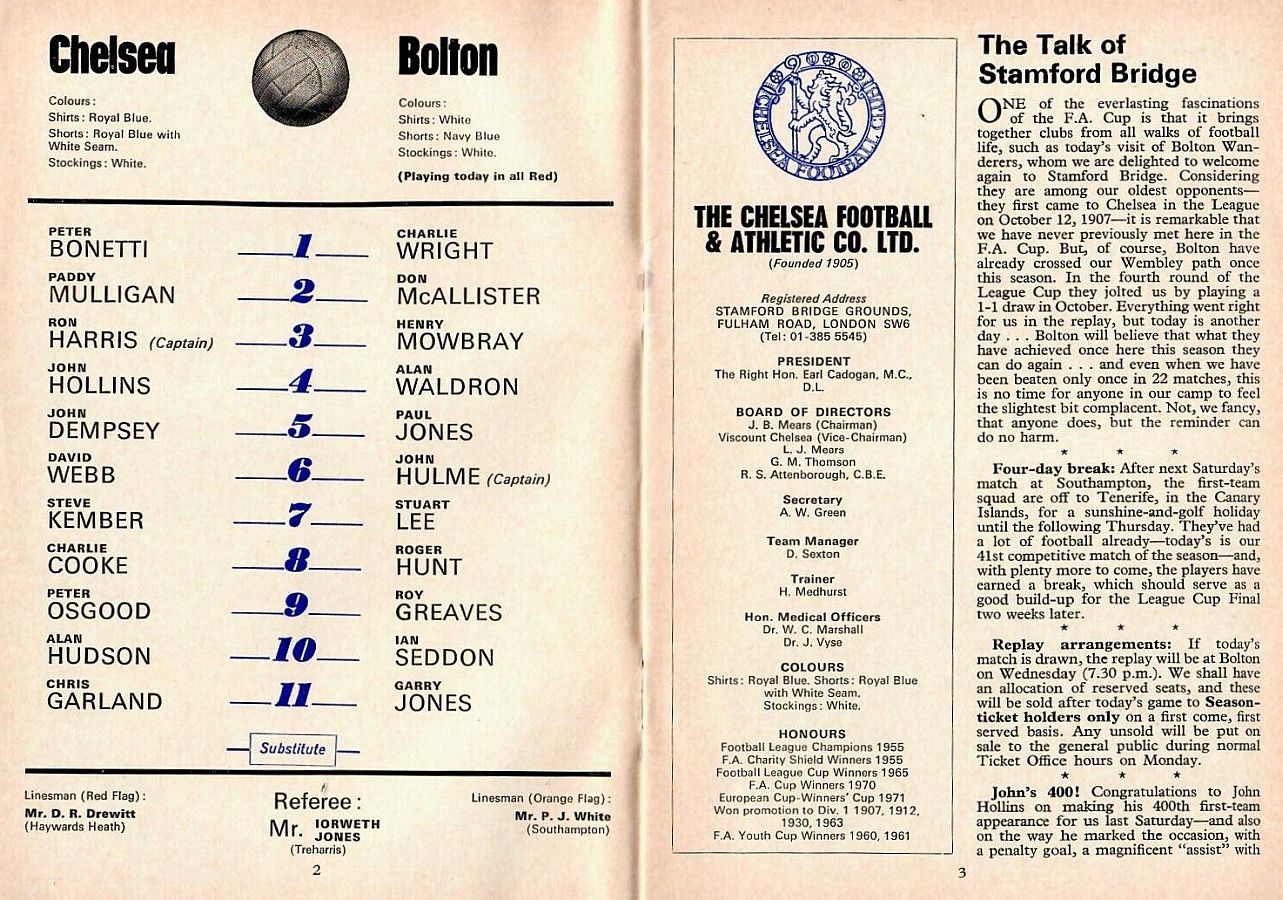 Chelsea
Colours:
Shirts: Royal Blue.
Shorts: Royal Blue with
White Seam.
Stockings: White.
Bolton
Colours:
Shirts: White
Shorts: Navy Blue
Stockings: White.
(Playing today in all Red)
PETER
BONETTI
1
CHARLIE
WRIGHT
PADDY
MULLIGAN
2
DON
McALLISTER
RON
HARRIS (Captain)
3
HENRY
MOWBRAY
JOHN
HOLLINS
4
ALAN
WALDRON
JOHN
DEMPSEY
5
PAUL
JONES
DAVID
WEBB
6
JOHN
HULME (Captain)
STEVE
KEMBER
7
STUART
LEE
CHARLIE
COOKE
8
ROGER
HUNT
PETER
OSGOOD
9
ROY
GREAVES
ALAN
HUDSON
10
IAN
SEDDON
CHRIS
GARLAND
11
GARRY
JONES
Substitute
Linesman (Red Flag):
Mr. D. R. Drewitt
(Haywards Heath)
Referee:
Mr. IORWETH
JONES
(Treharris)
Linesman (Orange Flag):
Mr. P. J. White
(Southampton)
2
CHELSEA FOOTBALL
THE CHELSEA FOOTBALL
& ATHLETIC CO. LTD.
(Founded 1905)
Registered Address
STAMFORD BRIDGE GROUNDS,
FULHAM ROAD, LONDON SW6
(Tel: 01-385 5545)
PRESIDENT
The Right Hon. Earl Cadogan, M.C.,
D.L.
BOARD OF DIRECTORS
J. B. Mears (Chairman)
Viscount Chelsea (Vice-Chairman)
L. J. Mears
G. M. Thomson
R. S. Attenborough, C.B.E.
Secretary
A. W. Green
Team Manager
D. Sexton
Trainer
H. Medhurst
Hon. Medical Officers
Dr. W. C. Marshall
Dr. J. Vyse
COLOURS
Shirts: Royal Blue. Shorts: Royal Blue
with White Seam.
Stockings: White.
HONOURS
Football League Champions 1955
F.A. Charity Shield Winners 1955
Football League Cup Winners 1965
F.A. Cup Winners 1970
European Cup-Winners' Cup 1971
Won promotion to Div. 1 1907, 1912,
1930, 1963
F.A. Youth Cup Winners 1960, 1961
The Talk of
Stamford Bridge
ONE of the everlasting fascinations
of the F.A. Cup is that it brings
together clubs from all walks of football
life, such as today's visit of Bolton Wan-
derers, whom we are delighted to welcome
again to Stamford Bridge. Considering
they are among our oldest opponents—
they first came to Chelsea in the League
on October 12, 1907—it is remarkable that
we have never previously met here in the
F.A. Cup. But, of course, Bolton have
already crossed our Wembley path once
this season. In the fourth round of the
League Cup they jolted us by playing a
1-1 draw in October. Everything went right
for us in the replay, but today is another
day . . . Bolton will believe that what they
have achieved once here this season they
can do again . . . and even when we have
been beaten only once in 22 matches, this
is no time for anyone in our camp to feel
the slightest bit complacent. Not, we fancy,
that anyone does, but the reminder can
do no harm.
* * *
Four-day break: After next Saturday's
match at Southampton, the first-team
squad are off to Tenerife, in the Canary
Islands, for a sunshine-and-golf holiday
until the following Thursday. They've had
a lot of football already—today's is our
41st competitive match of the season—and,
with plenty more to come, the players have
earned a break, which should serve as a
good build-up for the League Cup Final
two weeks later.
* * *
Replay arrangements: If today's
match is drawn, the replay will be at Bolton
on Wednesday (7.30 p.m.). We shall have
an allocation of reserved seats, and these
will be sold after today's game to Season-
ticket holders only on a first come, first
served basis. Any unsold will be put on
sale to the general public during normal
Ticket Office hours on Monday.
* * *
John's 400! Congratulations to John
Hollins on making his 400th first-team
appearance for us last Saturday—and also
on the way he marked the occasion, with
a penalty goal, a magnificent "assist" with
3